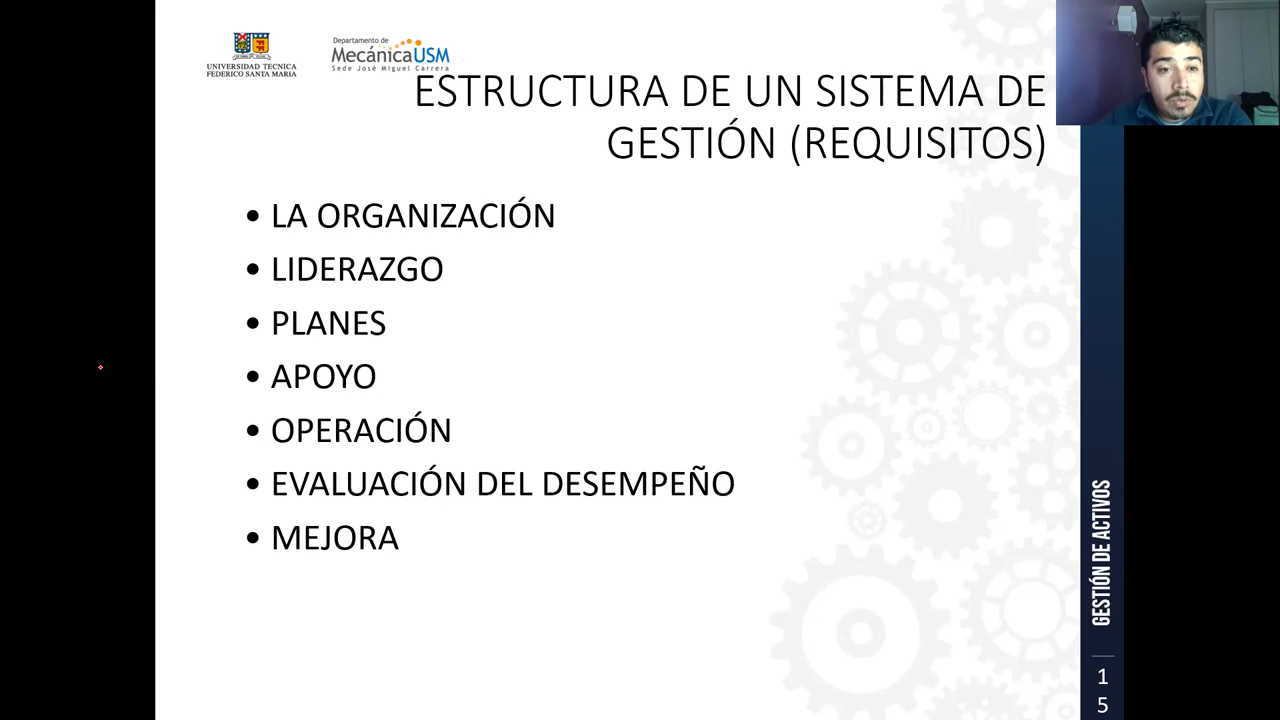 UNIVERSIDAD TECNICA
FEDERICO SANTA MARIA
Departamento de
MecánicaUSM
Sede José Miguel Carrera
ESTRUCTURA DE UN SISTEMA DE
GESTIÓN (REQUISITOS)
• LA ORGANIZACIÓN
• LIDERAZGO
• PLANES
• APOYO
• OPERACIÓN
• EVALUACIÓN DEL DESEMPEÑO
• MEJORA
GESTIÓN DE ACTIVOS
1
5